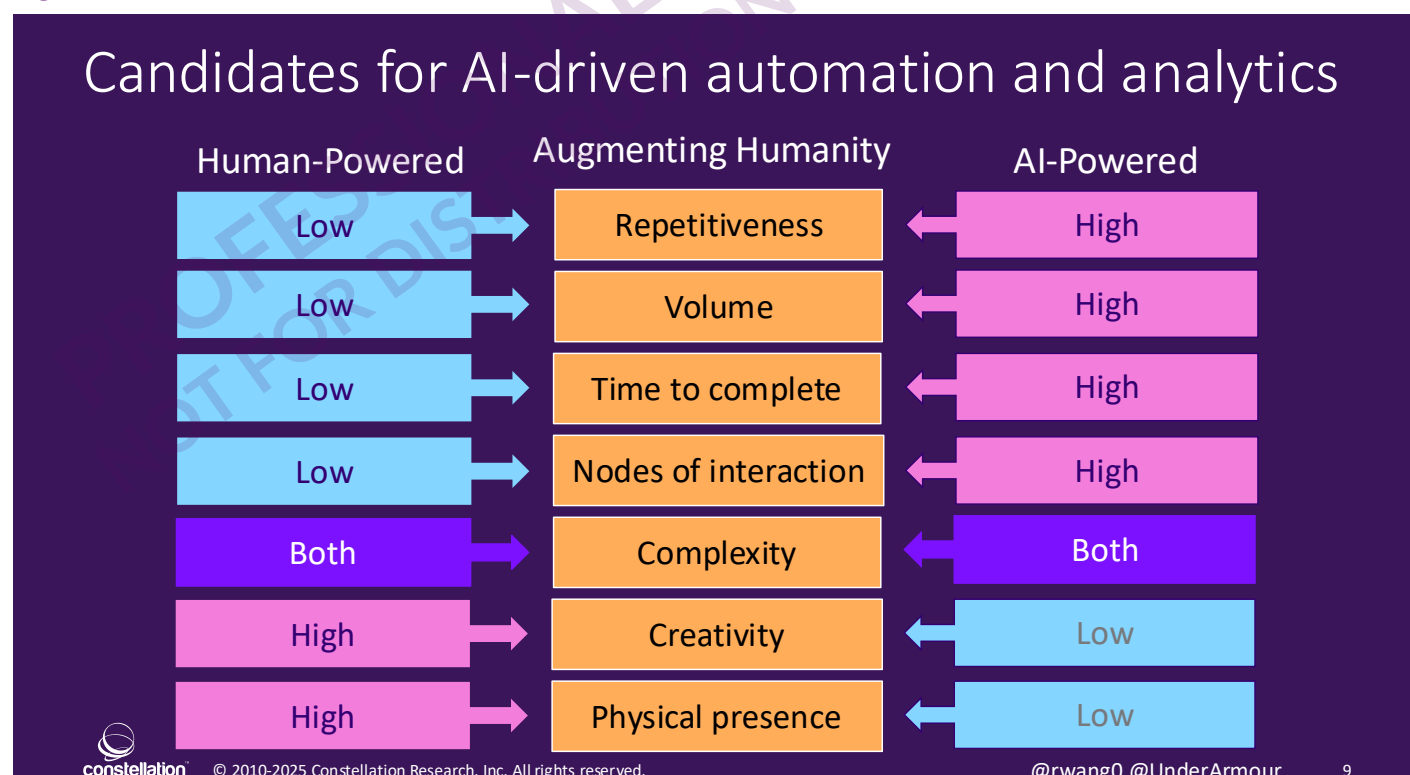 Candidates for AI-driven automation and analytics
Human-Powered Augmenting Humanity AI-Powered
Low Repetitiveness High
Low Volume High
Low Time to complete High
Low Nodes of interaction High
Both Complexity Both
High Creativity Low
High Physical presence Low
constellation © 2010-2025 Constellation Research, Inc. All rights reserved. @rwang0 @UnderArmour 9